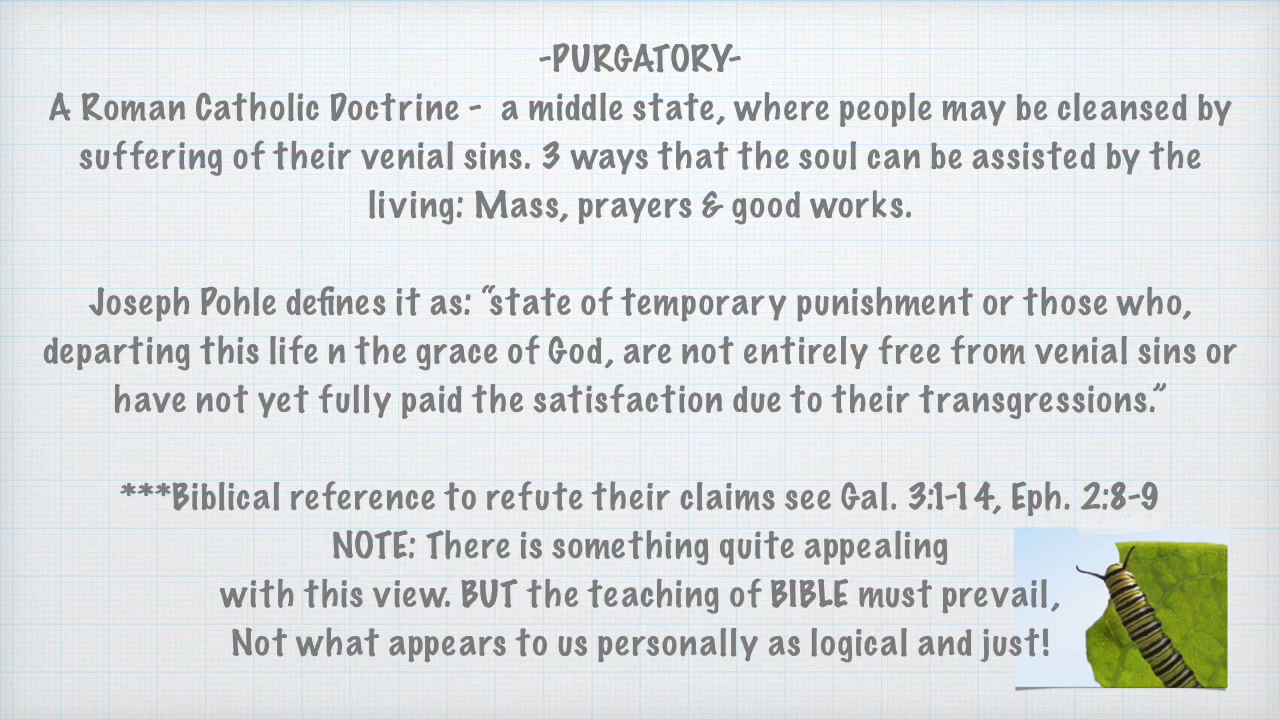 -PURGATORY-
A Roman Catholic Doctrine -  a middle state, where people may be cleansed by
suffering of their venial sins. 3 ways that the soul can be assisted by the
living: Mass, prayers & good works.
Joseph Pohle defines it as: “state of temporary punishment or those who,
departing this life n the grace of God, are not entirely free from venial sins or
have not yet fully paid the satisfaction due to their transgressions.”
***Biblical reference to refute their claims see Gal. 3:1-14, Eph. 2:8-9
NOTE: There is something quite appealing
with this view. BUT the teaching of BIBLE must prevail,
Not what appears to us personally as logical and just!